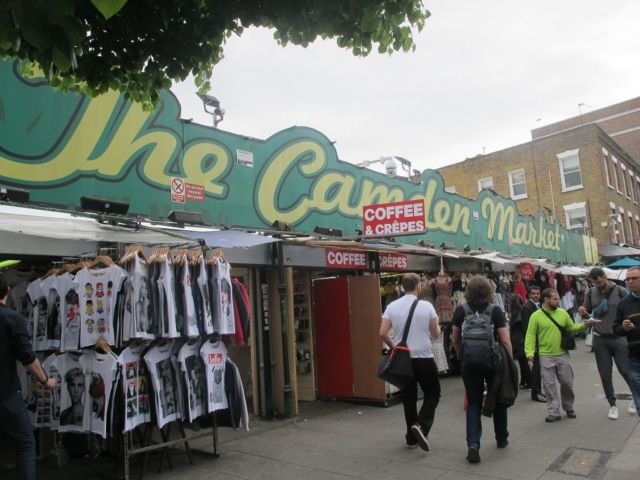 The Camden Market
COFFEE
& CRÊPES
COFFEE
CRÊPES